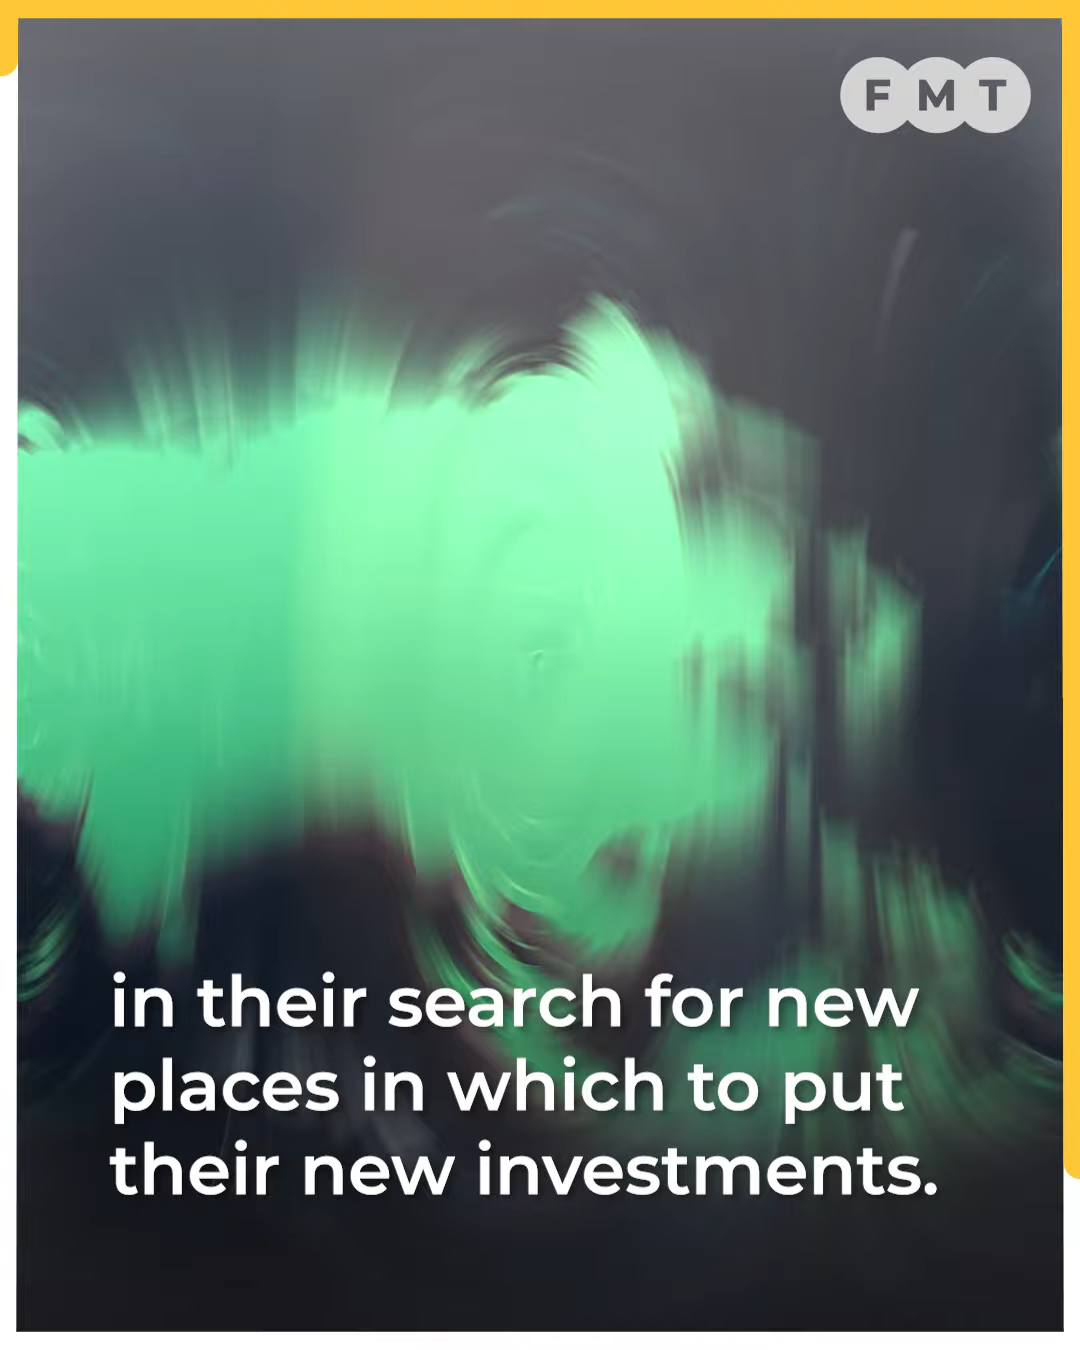 FMT
in their search for new
places in which to put
their new investments.